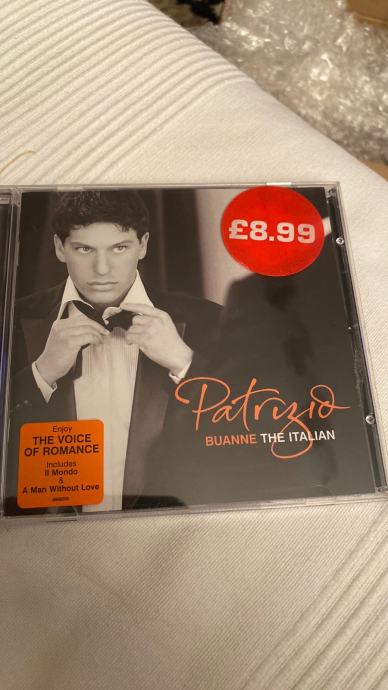 £8.99
Patrizio
BUANNE THE ITALIAN
Enjoy
THE VOICE
OF ROMANCE
Includes
Il Mondo
&
A Man Without Love